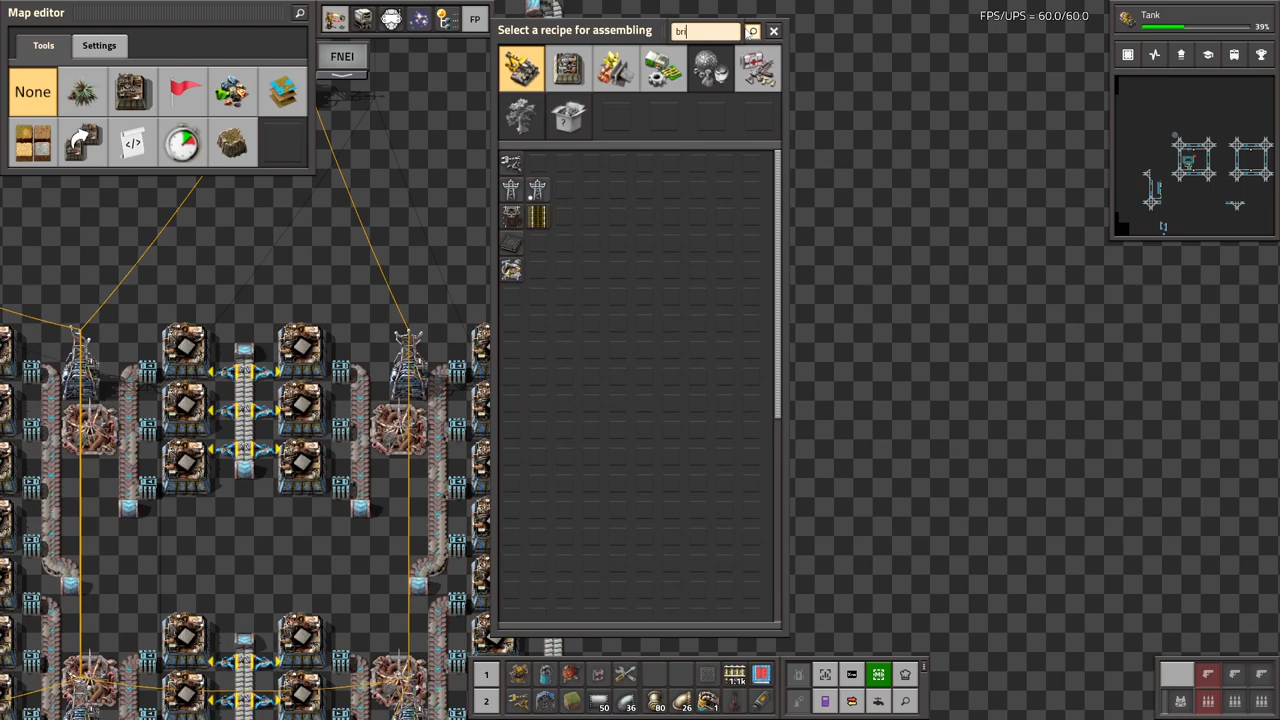 Map editor
Tools
Settings
None
</>
FP
FNEI
Select a recipe for assembling
bri
FPS/UPS = 60.0/60.0
Tank
39%
1
1.1k
2
50
36
80
26
1